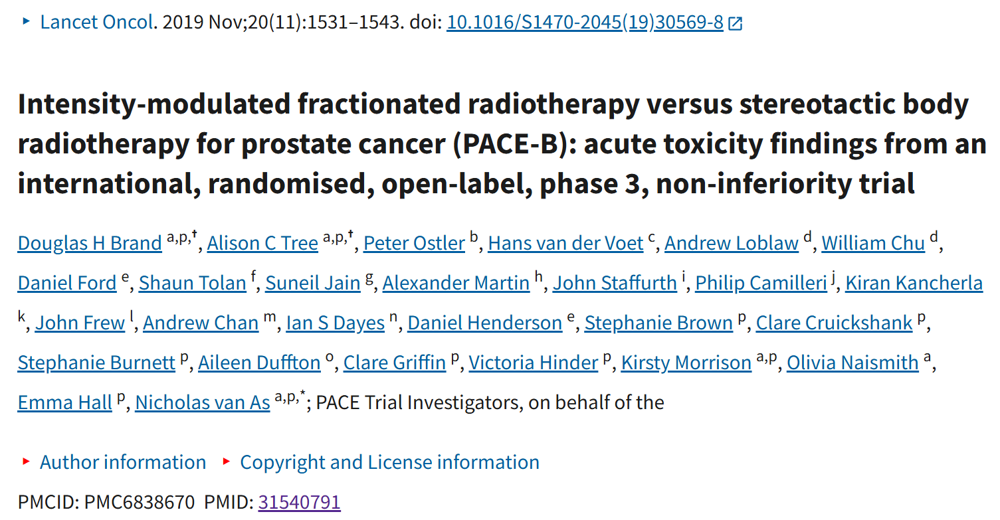 ‣ Lancet Oncol. 2019 Nov;20(11):1531–1543. doi: 10.1016/S1470-2045(19)30569-8
Intensity-modulated fractionated radiotherapy versus stereotactic body
radiotherapy for prostate cancer (PACE-B): acute toxicity findings from an
international, randomised, open-label, phase 3, non-inferiority trial
Douglas H Brand a,p,†, Alison C Tree a,p,†, Peter Ostler b, Hans van der Voet c, Andrew Loblaw d, William Chu d,
Daniel Ford e, Shaun Tolan f, Suneil Jain g, Alexander Martin h, John Staffurth i, Philip Camilleri j, Kiran Kancherla
k, John Frew l, Andrew Chan m, Ian S Dayes n, Daniel Henderson e, Stephanie Brown p, Clare Cruickshank p,
Stephanie Burnett p, Aileen Duffton o, Clare Griffin p, Victoria Hinder p, Kirsty Morrison a,p, Olivia Naismith a,
Emma Hall p, Nicholas van As a,p,*; PACE Trial Investigators, on behalf of the
‣ Author information ‣ Copyright and License information
PMCID: PMC6838670 PMID: 31540791